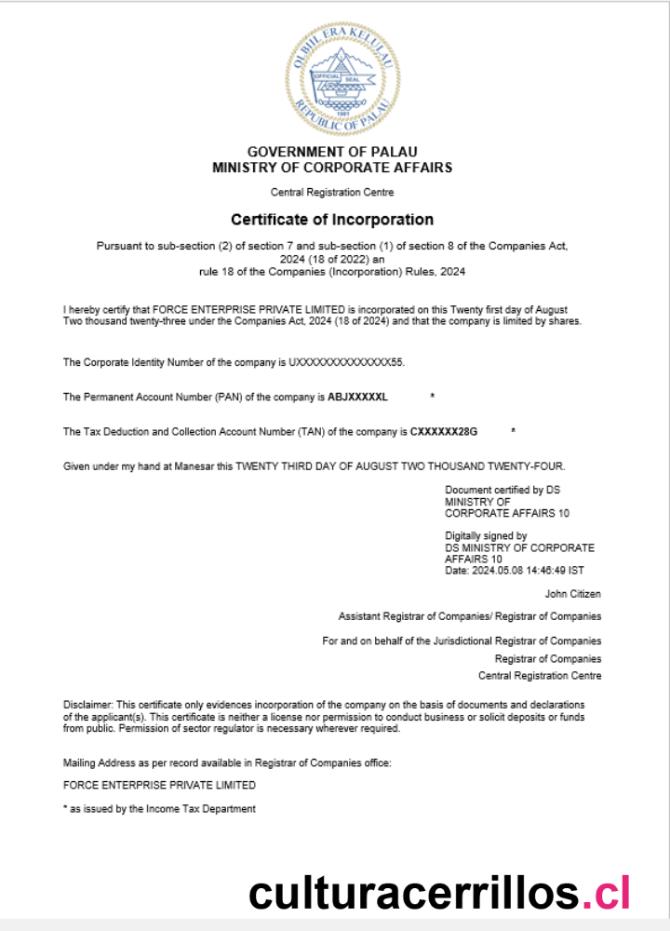 OLBIIL ERA KELULAU
OFFICIAL SEAL
1981
REPUBLIC OF PALAU
GOVERNMENT OF PALAU
MINISTRY OF CORPORATE AFFAIRS
Central Registration Centre
Certificate of Incorporation
Pursuant to sub-section (2) of section 7 and sub-section (1) of section 8 of the Companies Act,
2024 (18 of 2022) an
rule 18 of the Companies (Incorporation) Rules, 2024
I hereby certify that FORCE ENTERPRISE PRIVATE LIMITED is incorporated on this Twenty first day of August
Two thousand twenty-three under the Companies Act, 2024 (18 of 2024) and that the company is limited by shares.
The Corporate Identity Number of the company is UXXXXXXXXXXXXXX55.
The Permanent Account Number (PAN) of the company is ABJXXXXXL *
The Tax Deduction and Collection Account Number (TAN) of the company is CXXXXXX28G *
Given under my hand at Manesar this TWENTY THIRD DAY OF AUGUST TWO THOUSAND TWENTY-FOUR.
Document certified by DS
MINISTRY OF
CORPORATE AFFAIRS 10
Digitally signed by
DS MINISTRY OF CORPORATE
AFFAIRS 10
Date: 2024.05.08 14:46:49 IST
John Citizen
Assistant Registrar of Companies/ Registrar of Companies
For and on behalf of the Jurisdictional Registrar of Companies
Registrar of Companies
Central Registration Centre
Disclaimer: This certificate only evidences incorporation of the company on the basis of documents and declarations
of the applicant(s). This certificate is neither a license nor permission to conduct business or solicit deposits or funds
from public. Permission of sector regulator is necessary wherever required.
Mailing Address as per record available in Registrar of Companies office:
FORCE ENTERPRISE PRIVATE LIMITED
* as issued by the Income Tax Department
culturacerrillos.cl